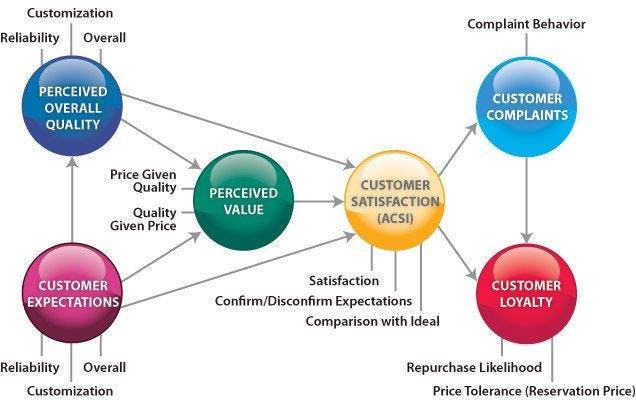 Customization
Reliability
Overall
Complaint Behavior
PERCEIVED
OVERALL
QUALITY
CUSTOMER
COMPLAINTS
Price Given
Quality
Quality
Given Price
PERCEIVED
VALUE
CUSTOMER
SATISFACTION
(ACSI)
CUSTOMER
EXPECTATIONS
Satisfaction
Confirm/Disconfirm Expectations
Comparison with Ideal
CUSTOMER
LOYALTY
Reliability
Overall
Customization
Repurchase Likelihood
Price Tolerance (Reservation Price)